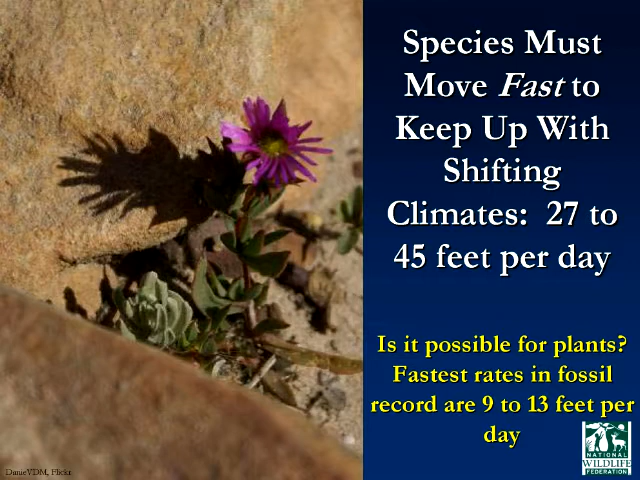 Species Must
Move Fast to
Keep Up With
Shifting
Climates: 27 to
45 feet per day
Is it possible for plants?
Fastest rates in fossil
record are 9 to 13 feet per
day
NATIONAL
WILDLIFE
FEDERATION
DanieVDM, Flickr